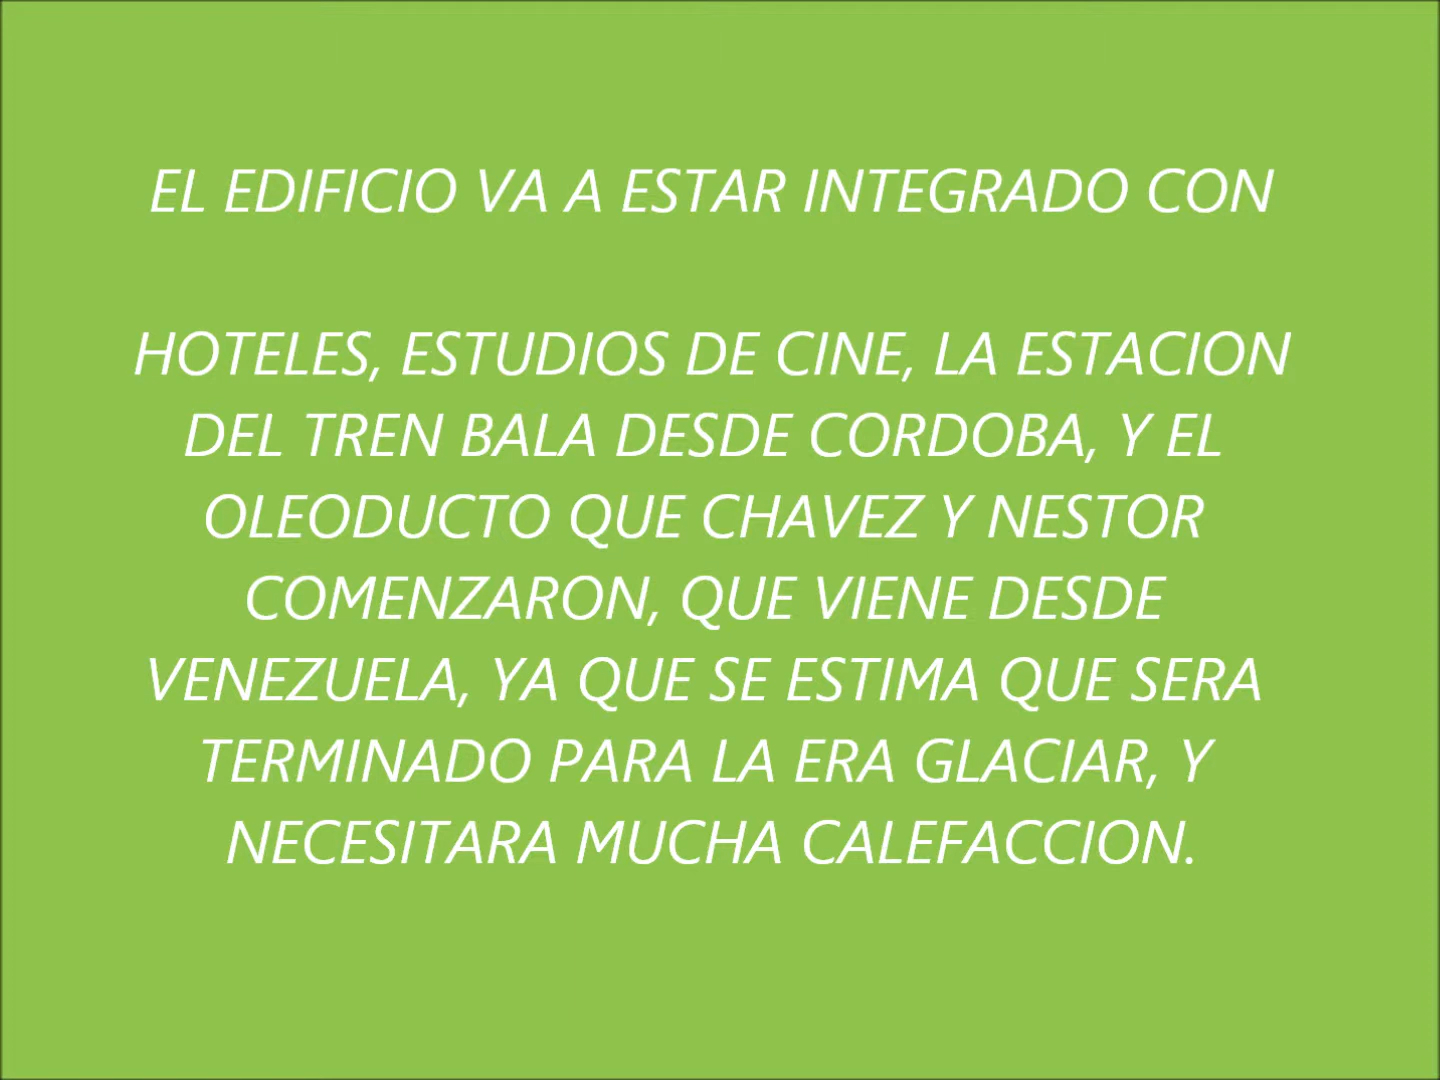 EL EDIFICIO VA A ESTAR INTEGRADO CON
HOTELES, ESTUDIOS DE CINE, LA ESTACION
DEL TREN BALA DESDE CORDOBA, Y EL
OLEODUCTO QUE CHAVEZ Y NESTOR
COMENZARON, QUE VIENE DESDE
VENEZUELA, YA QUE SE ESTIMA QUE SERA
TERMINADO PARA LA ERA GLACIAR, Y
NECESITARA MUCHA CALEFACCION.